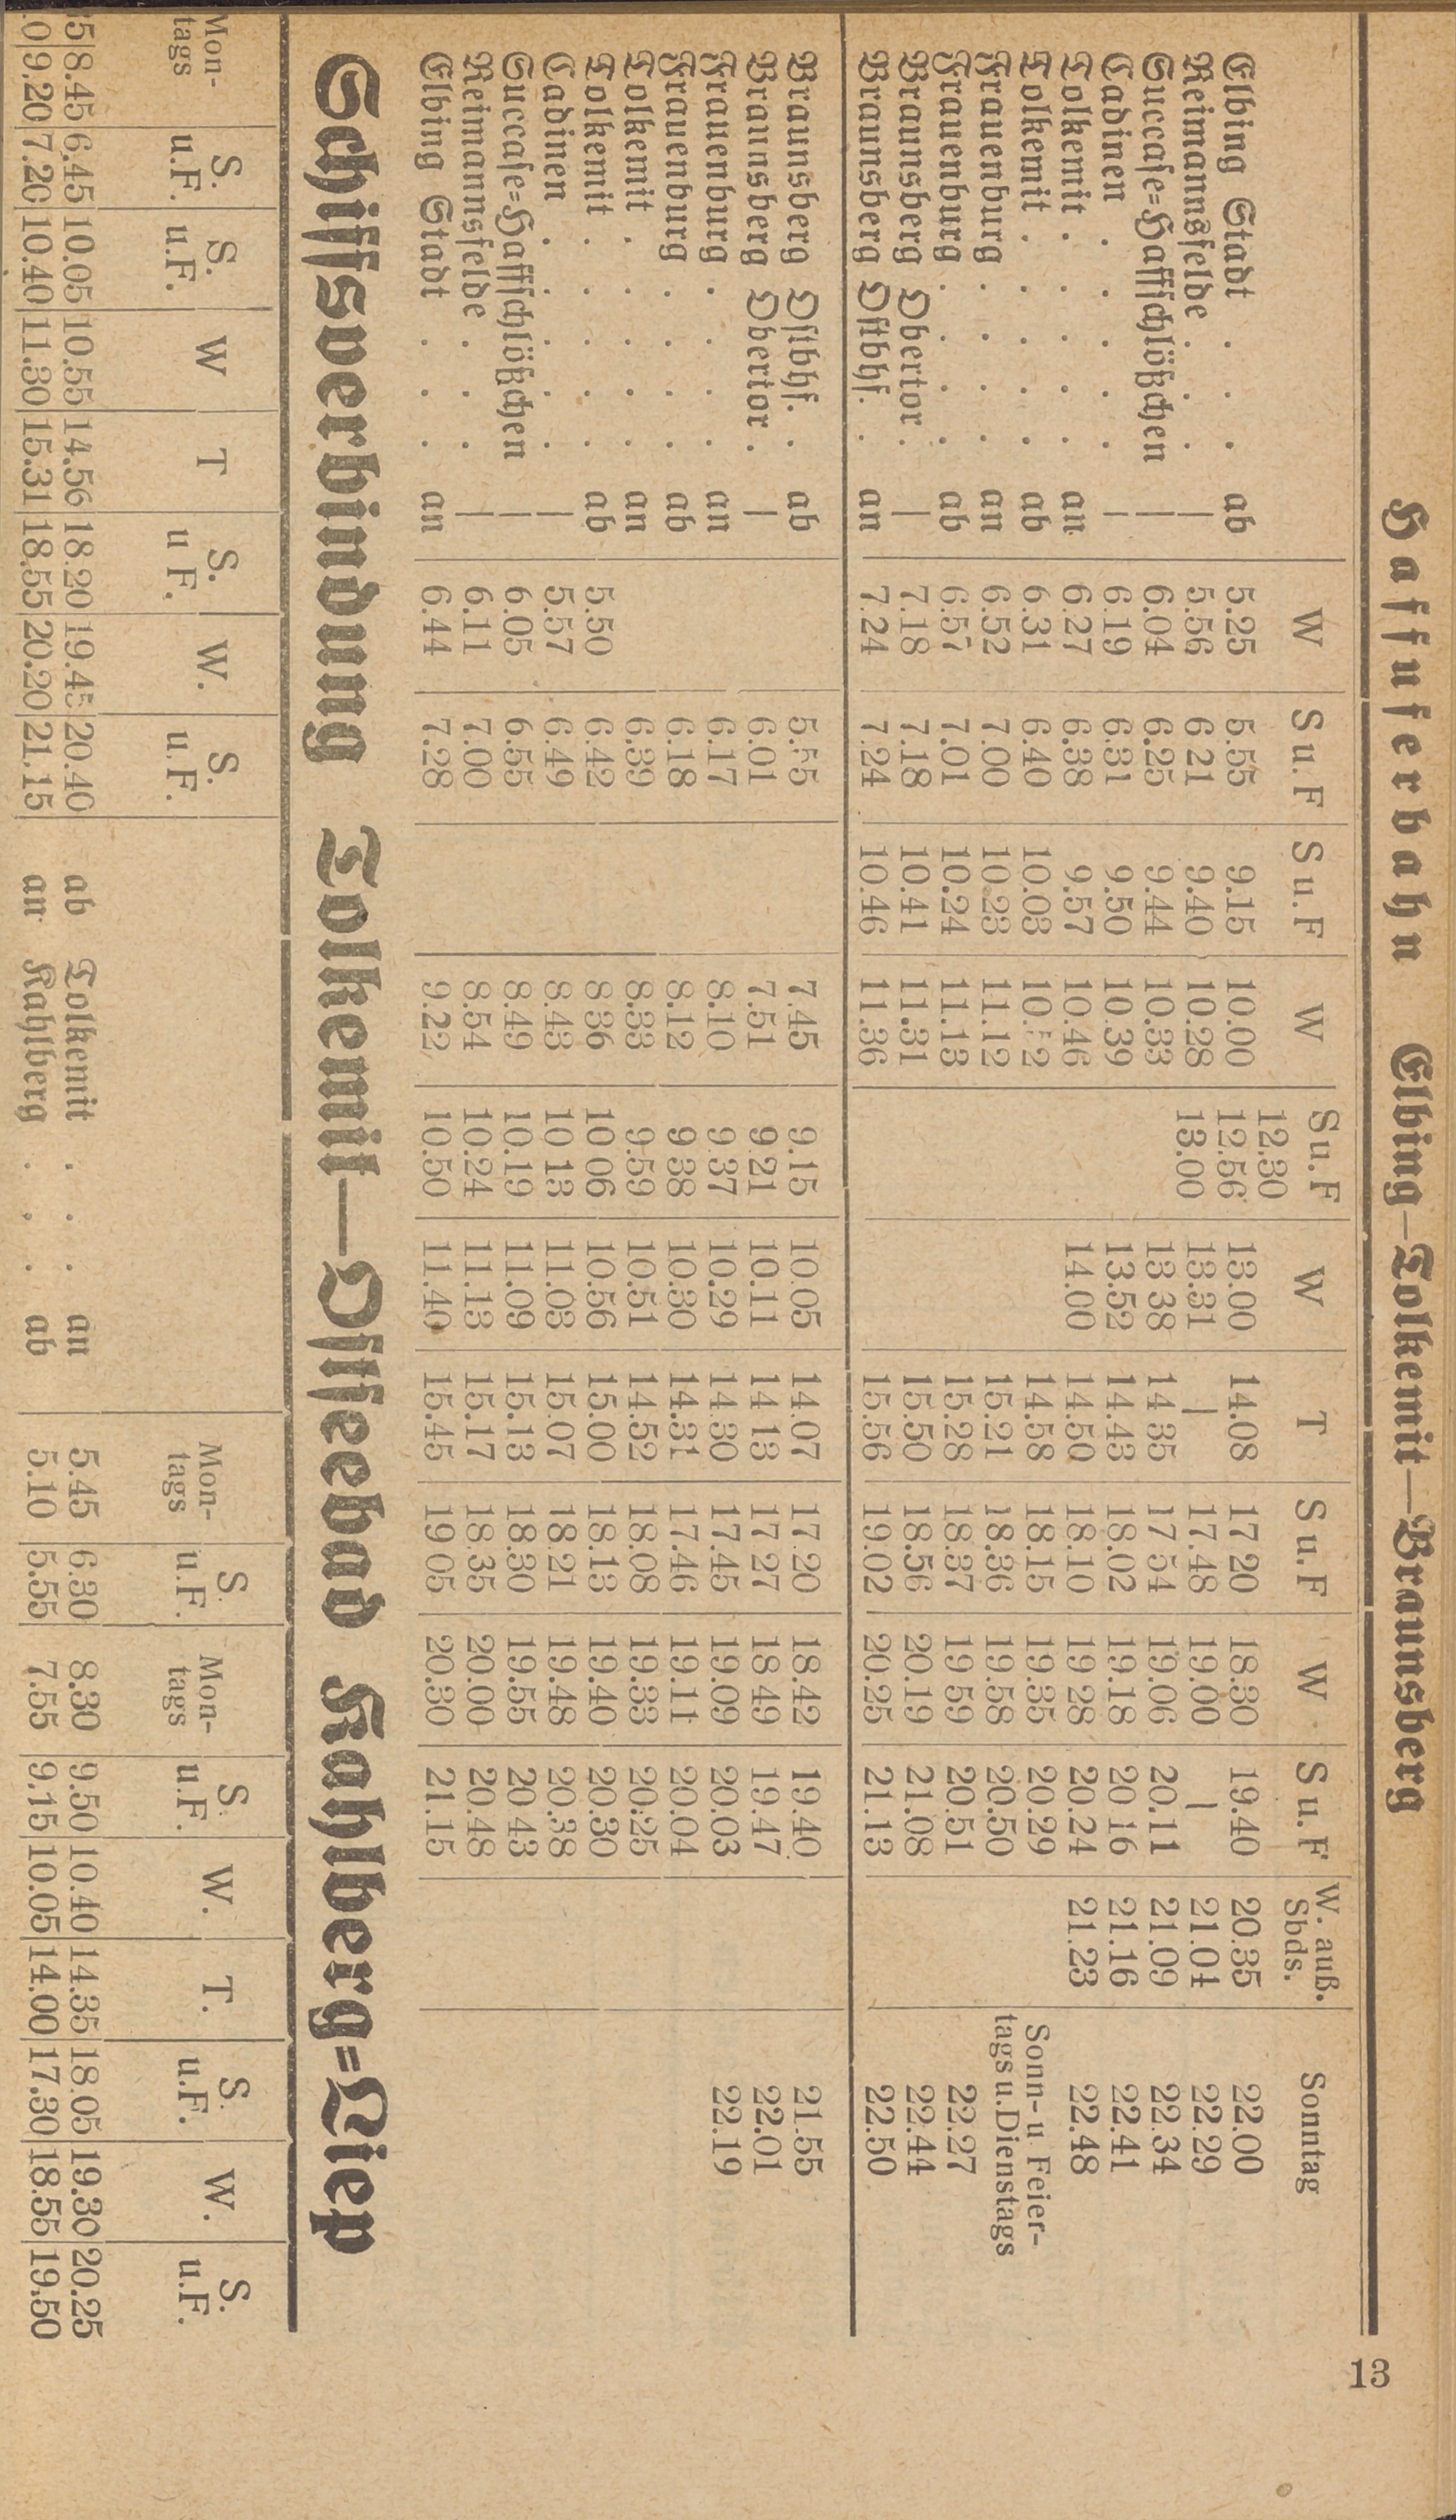 13
Haffuferbahn Elbing—Tolkemit—Braunsberg
W S u. F S u. F W S u. F W T S u. F W S u. F W. auß. Sbds. Sonntag
Elbing Stadt . . ab 5.25 5.55 9.15 10.00 12.30 13.00 14.08 17 20 18.30 19.40 20.35 22.00
Reimannsfelde . . | 5.56 6 21 9.40 10.28 12.56 13.31 | 17.48 19.00 | 21.04 22.29
Succase=Haffschlößchen | 6.04 6.25 9.44 10.33 13.00 13 38 14 35 17 54 19.06 20.11 21.09 22.34
Cadinen . . . . . | 6.19 6.31 9.50 10.39 13.52 14.43 18.02 19.18 20 16 21.16 22.41
Tolkemit . . . . . an 6.27 6.38 9.57 10.46 14.00 14.50 18.10 19 28 20.24 21.23 22.48
Tolkemit . . . . . ab 6.31 6.40 10.03 10.52 14.58 18.15 19.35 20.29
Frauenburg . . . . an 6.52 7.00 10.23 11.12 15.21 18.36 19.58 20.50 Sonn- u Feier-
tags u. Dienstags
Frauenburg . . . . ab 6.57 7.01 10.24 11.13 15.28 18.37 19 59 20.51 22.27
Braunsberg Obertor . | 7.18 7.18 10.41 11.31 15.50 18.56 20.19 21.08 22.44
Braunsberg Ostbhf. . an 7.24 7.24 10.46 11.36 15.56 19.02 20.25 21.13 22.50
Braunsberg Ostbhf. . ab 5.55 7.45 9.15 10.05 14.07 17 20 18.42 19.40 21.55
Braunsberg Obertor . | 6.01 7.51 9.21 10.11 14 13 17 27 18 49 19.47 22.01
Frauenburg . . . . an 6.17 8.10 9.37 10.29 14 30 17.45 19.09 20.03 22.19
Frauenburg . . . . ab 6.18 8.12 9 38 10.30 14.31 17.46 19.11 20.04
Tolkemit . . . . . an 6.39 8.33 9.59 10.51 14.52 18.08 19.33 20.25
Tolkemit . . . . . ab 5.50 6.42 8 36 10 06 10.56 15.00 18.13 19.40 20.30
Cadinen . . . . . | 5.57 6.49 8.43 10 13 11.03 15.07 18 21 19.48 20.38
Succase=Haffschlößchen | 6.05 6.55 8.49 10.19 11.09 15.13 18.30 19.55 20 43
Reimannsfelde . . | 6.11 7.00 8.54 10.24 11.13 15.17 18.35 20.00 20.48
Elbing Stadt . . . an 6.44 7.28 9.22 10.50 11.40 15.45 19 05 20.30 21.15
Schiffsverbindung Tolkemit—Ostseebad Kahlberg=Liep
Mon- tags S. u. F. S. u. F. W T S. u F. W. S. u. F. Mon- tags S u. F. Mon- tags S u. F. W. T. S u. F. W. S. u. F.
5 8.45 6.45 10.05 10.55 14.56 18.20 19.45 20.40 ab Tolkemit . . . an 5.45 6.30 8.30 9.50 10.40 14.35 18.05 19.30 20.25
0 9.20 7.20 10.40 11.30 15.31 18.55 20.20 21.15 an Kahlberg . . . ab 5.10 5.55 7.55 9.15 10.05 14.00 17.30 18.55 19.50